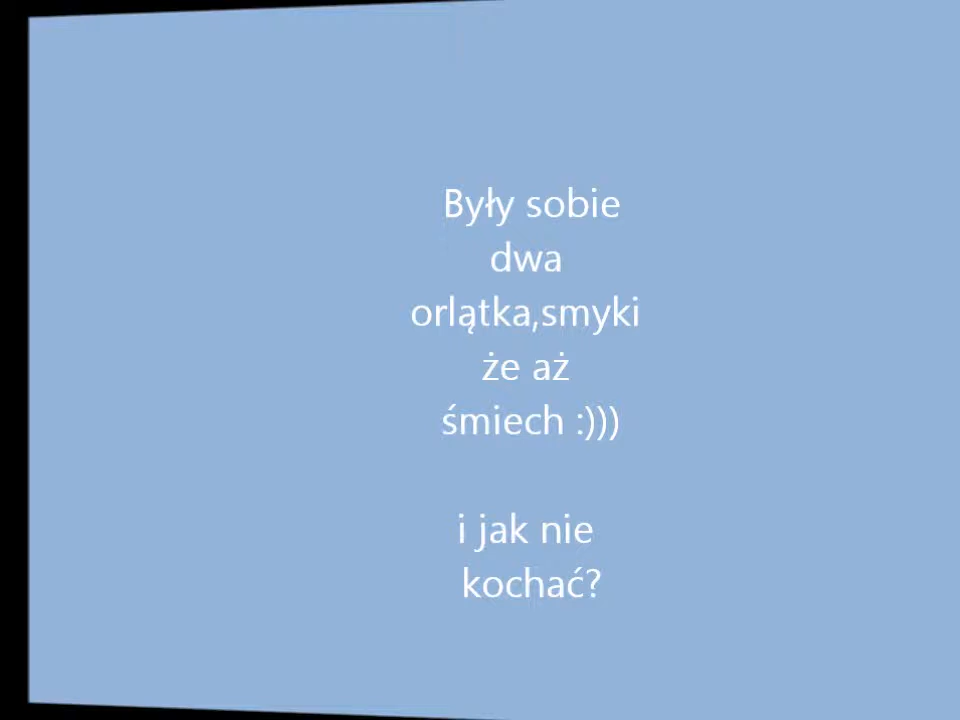 Były sobie
dwa
orlątka,smyki
że aż
śmiech :)))
i jak nie
kochać?